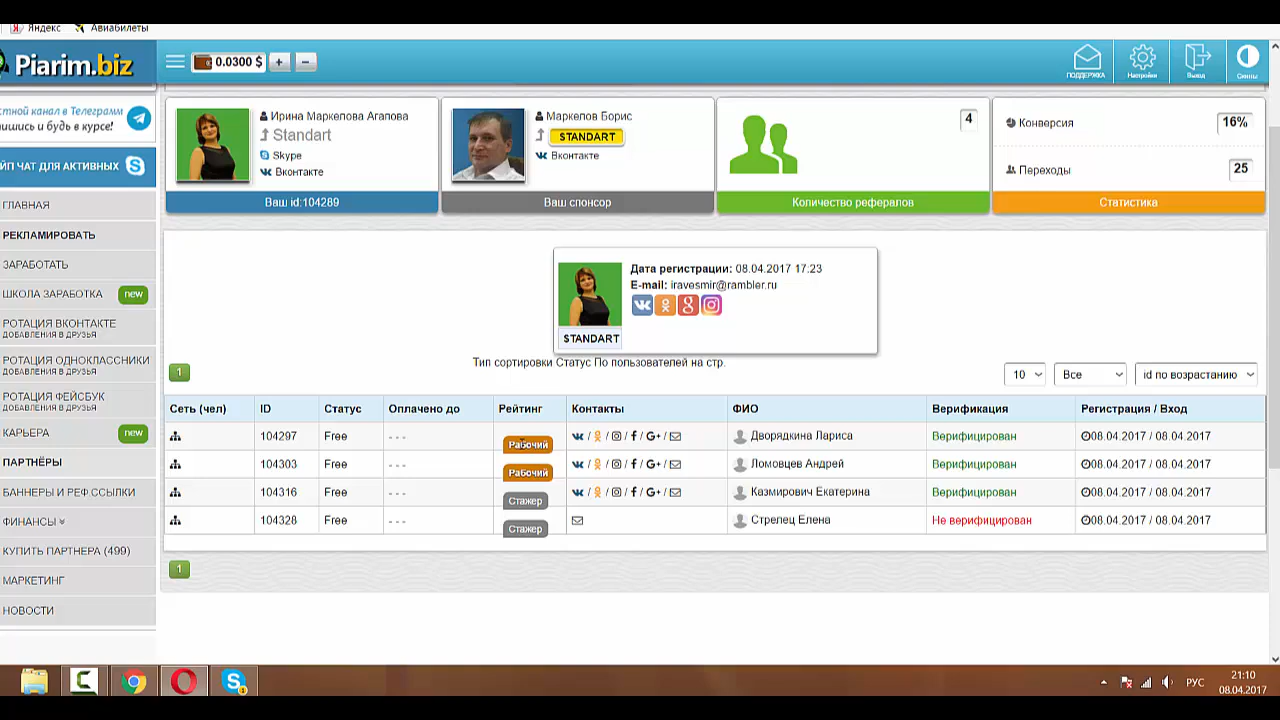 Яндекс Авиабилеты
Piarim.biz
0.0300 $ + −
ПОДДЕРЖКА Настройки Выход Скины
стной канал в Телеграмм
пишись и будь в курсе!
ЙП ЧАТ ДЛЯ АКТИВНЫХ
ГЛАВНАЯ
РЕКЛАМИРОВАТЬ
ЗАРАБОТАТЬ
ШКОЛА ЗАРАБОТКА new
РОТАЦИЯ ВКОНТАКТЕ
ДОБАВЛЕНИЯ В ДРУЗЬЯ
РОТАЦИЯ ОДНОКЛАССНИКИ
ДОБАВЛЕНИЯ В ДРУЗЬЯ
РОТАЦИЯ ФЕЙСБУК
ДОБАВЛЕНИЯ В ДРУЗЬЯ
КАРЬЕРА new
ПАРТНЁРЫ
БАННЕРЫ И РЕФ ССЫЛКИ
ФИНАНСЫ
КУПИТЬ ПАРТНЕРА (499)
МАРКЕТИНГ
НОВОСТИ
Ирина Маркелова Агапова
Standart
Skype
Вконтакте
Ваш id:104289
Маркелов Борис
STANDART
Вконтакте
Ваш спонсор
4
Количество рефералов
Конверсия 16%
Переходы 25
Статистика
Дата регистрации: 08.04.2017 17:23
E-mail: iravesmir@rambler.ru
STANDART
Тип сортировки Статус По пользователей на стр.
1 10 Все id по возрастанию
Сеть (чел) ID Статус Оплачено до Рейтинг Контакты ФИО Верификация Регистрация / Вход
104297 Free - - - Рабочий / / / f / G+ / Дворядкина Лариса Верифицирован 08.04.2017 / 08.04.2017
104303 Free - - - Рабочий / / / f / G+ / Ломовцев Андрей Верифицирован 08.04.2017 / 08.04.2017
104316 Free - - - Стажер / / / f / G+ / Казмирович Екатерина Верифицирован 08.04.2017 / 08.04.2017
104328 Free - - - Стажер Стрелец Елена Не верифицирован 08.04.2017 / 08.04.2017
1
РУС
21:10
08.04.2017